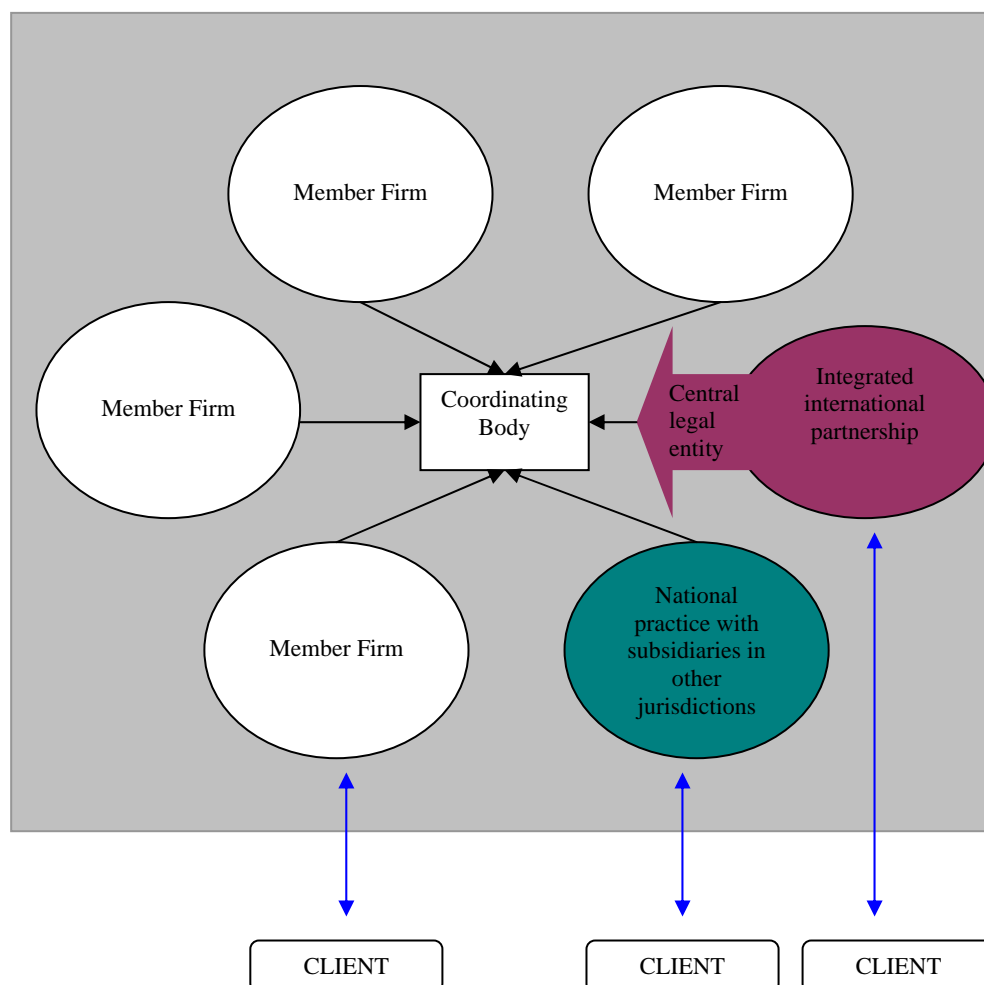 Member Firm
Member Firm
Member Firm
Coordinating
Body
Central
legal
entity
Integrated
international
partnership
Member Firm
National
practice with
subsidiaries in
other
jurisdictions
CLIENT
CLIENT
CLIENT